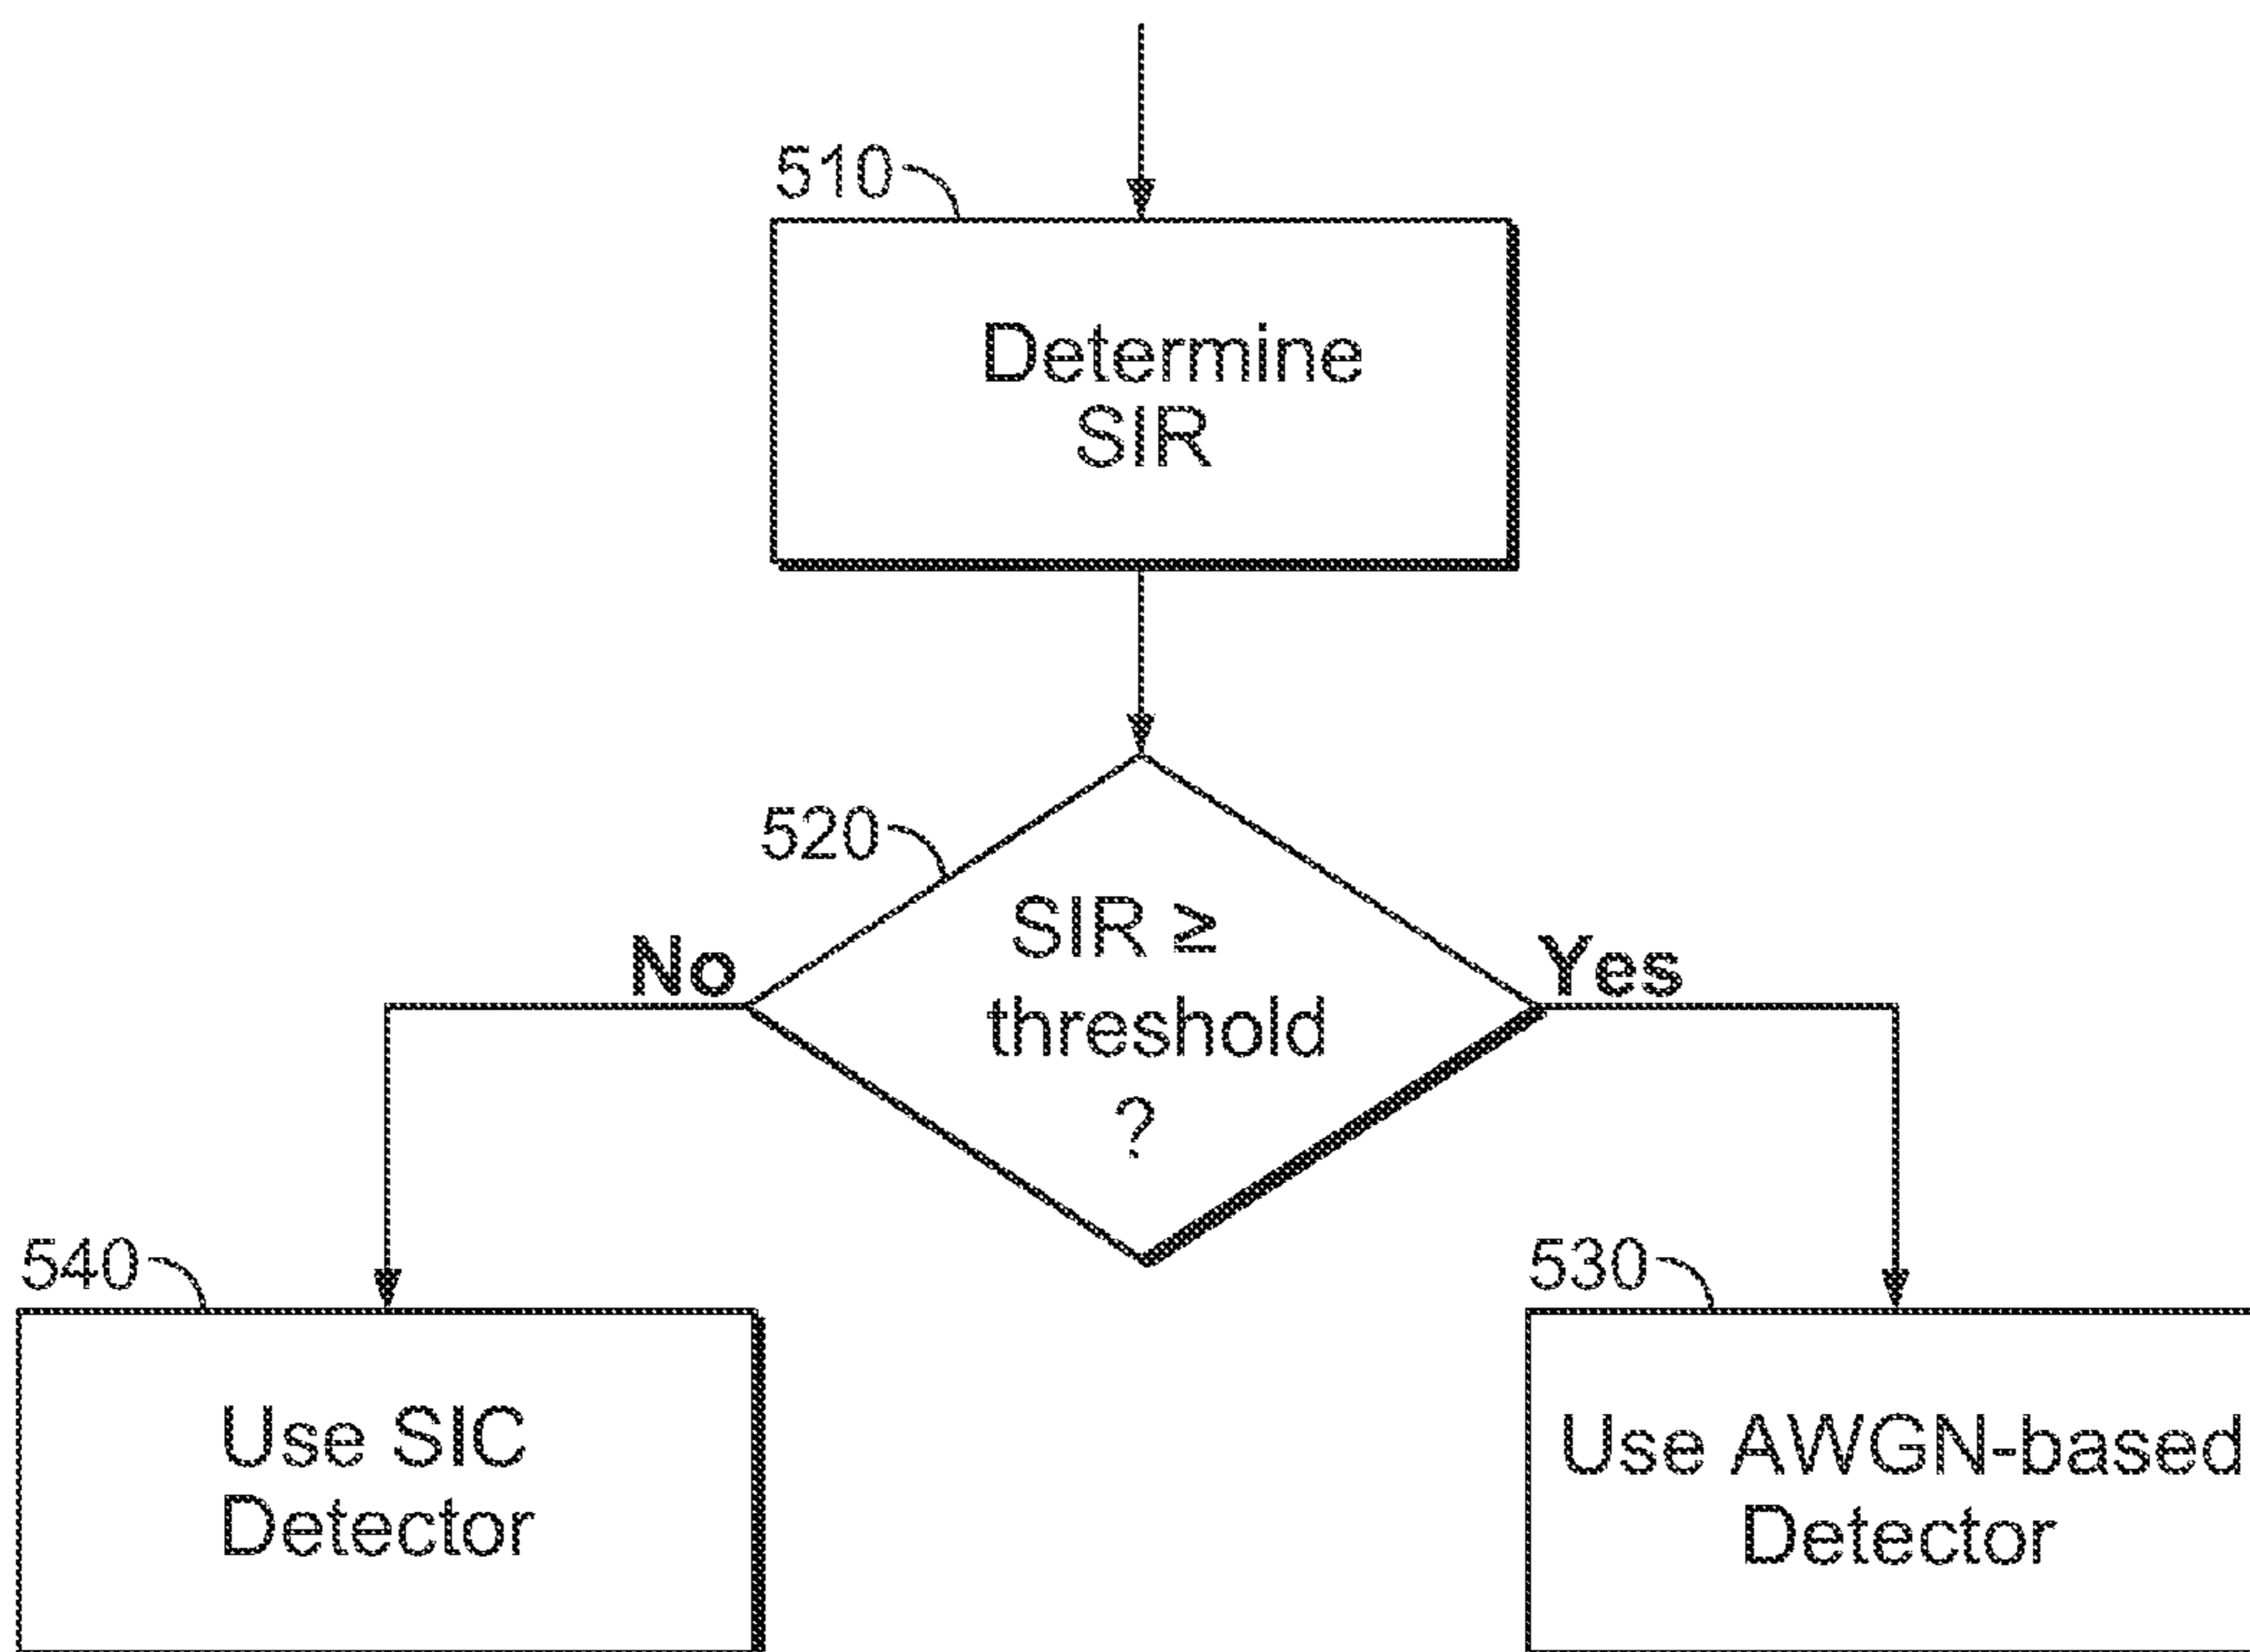 510
Determine
SIR
520
SIR ≥
threshold
?
No
Yes
540
Use SIC
Detector
530
Use AWGN-based
Detector